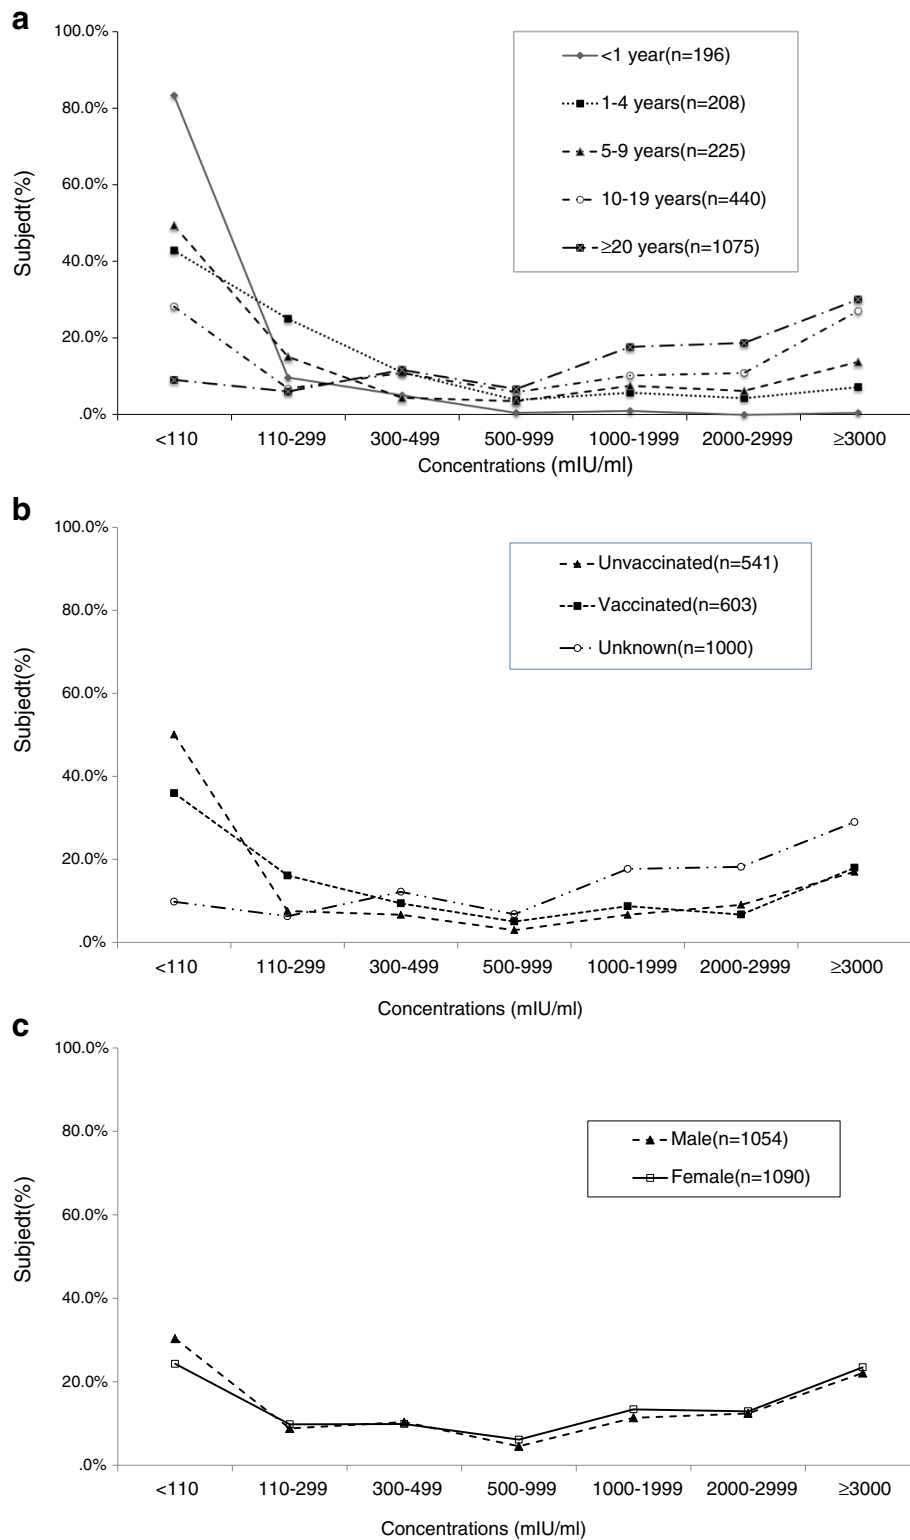 a
100.0%
80.0%
60.0%
40.0%
20.0%
.0%
Subjedt(%)
<1 year(n=196)
1-4 years(n=208)
5-9 years(n=225)
10-19 years(n=440)
≥20 years(n=1075)
<110 110-299 300-499 500-999 1000-1999 2000-2999 ≥3000
Concentrations (mIU/ml)
b
100.0%
80.0%
60.0%
40.0%
20.0%
.0%
Subjedt(%)
Unvaccinated(n=541)
Vaccinated(n=603)
Unknown(n=1000)
<110 110-299 300-499 500-999 1000-1999 2000-2999 ≥3000
Concentrations (mIU/ml)
c
100.0%
80.0%
60.0%
40.0%
20.0%
.0%
Subjedt(%)
Male(n=1054)
Female(n=1090)
<110 110-299 300-499 500-999 1000-1999 2000-2999 ≥3000
Concentrations (mIU/ml)